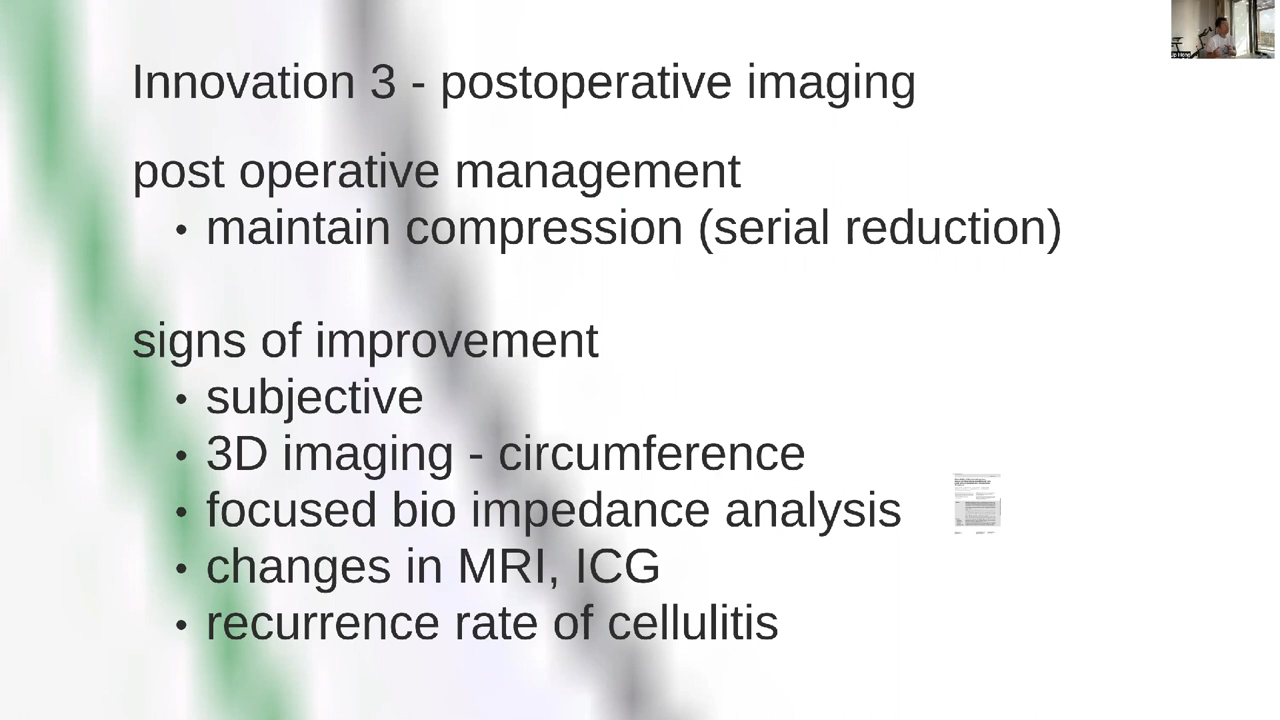 Innovation 3 - postoperative imaging
post operative management
• maintain compression (serial reduction)
signs of improvement
• subjective
• 3D imaging - circumference
• focused bio impedance analysis
• changes in MRI, ICG
• recurrence rate of cellulitis